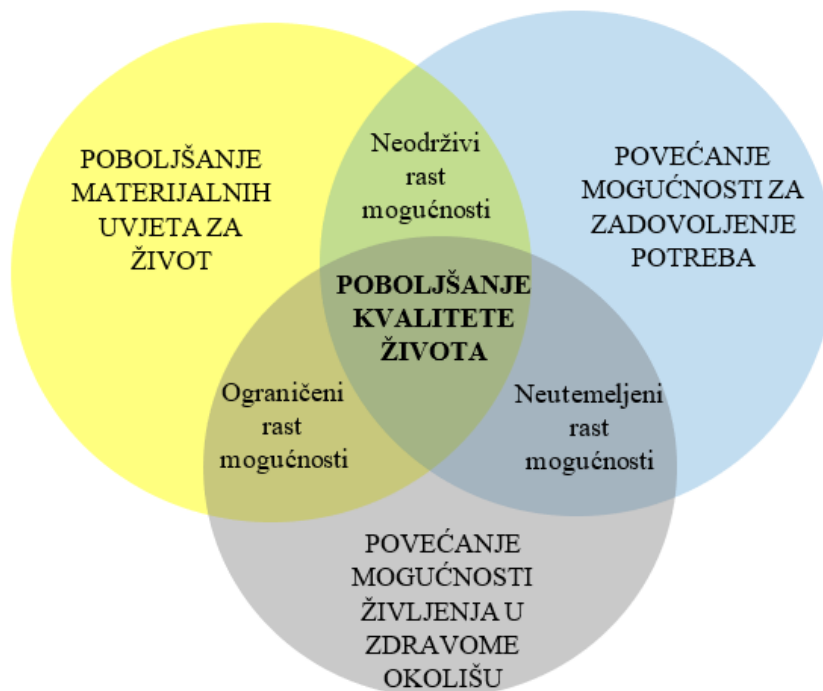 POBOLJŠANJE
MATERIJALNIH
UVJETA ZA
ŽIVOT
Neodrživi
rast
mogućnosti
POVEĆANJE
MOGUĆNOSTI ZA
ZADOVOLJENJE
POTREBA
POBOLJŠANJE
KVALITETE
ŽIVOTA
Ograničeni
rast
mogućnosti
Neutemeljeni
rast
mogućnosti
POVEĆANJE
MOGUĆNOSTI
ŽIVLJENJA U
ZDRAVOME
OKOLIŠU